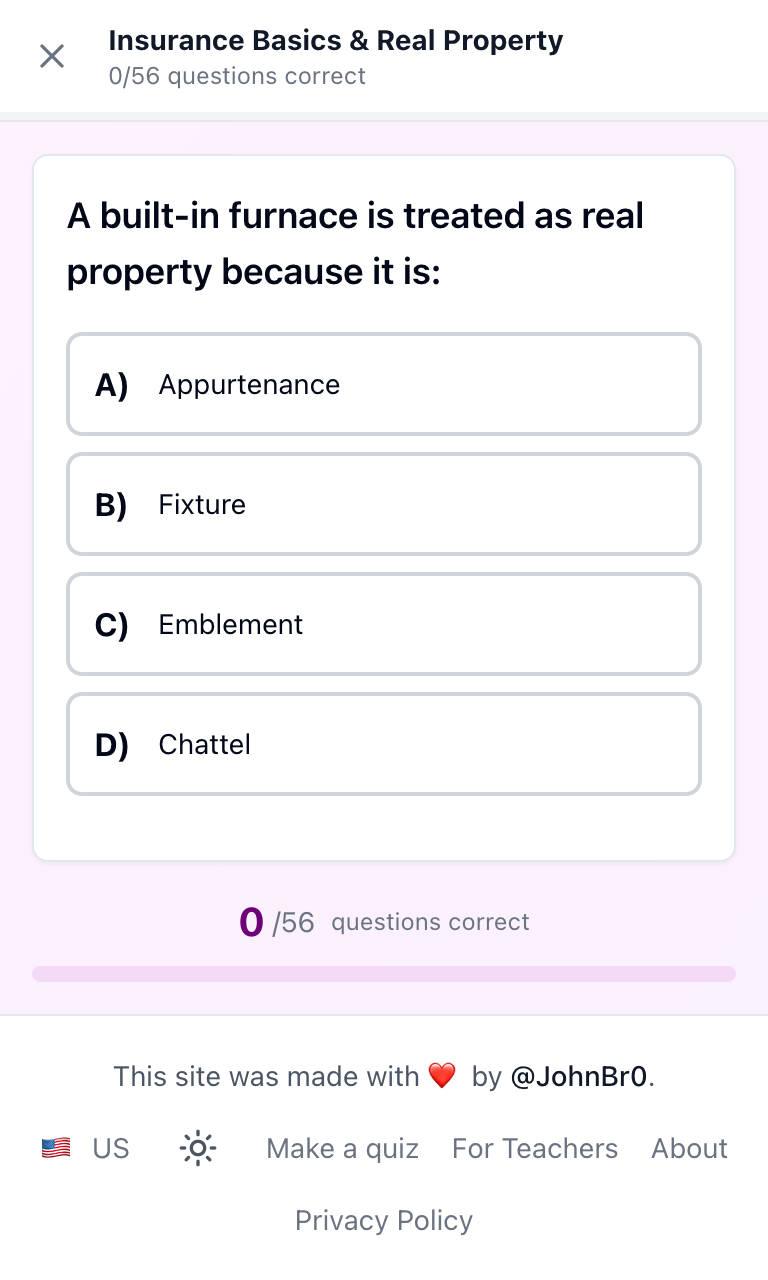 Insurance Basics & Real Property
0/56 questions correct
A built-in furnace is treated as real
property because it is:
A) Appurtenance
B) Fixture
C) Emblement
D) Chattel
0 /56 questions correct
This site was made with ❤️ by @JohnBr0.
🇺🇸 US Make a quiz For Teachers About
Privacy Policy